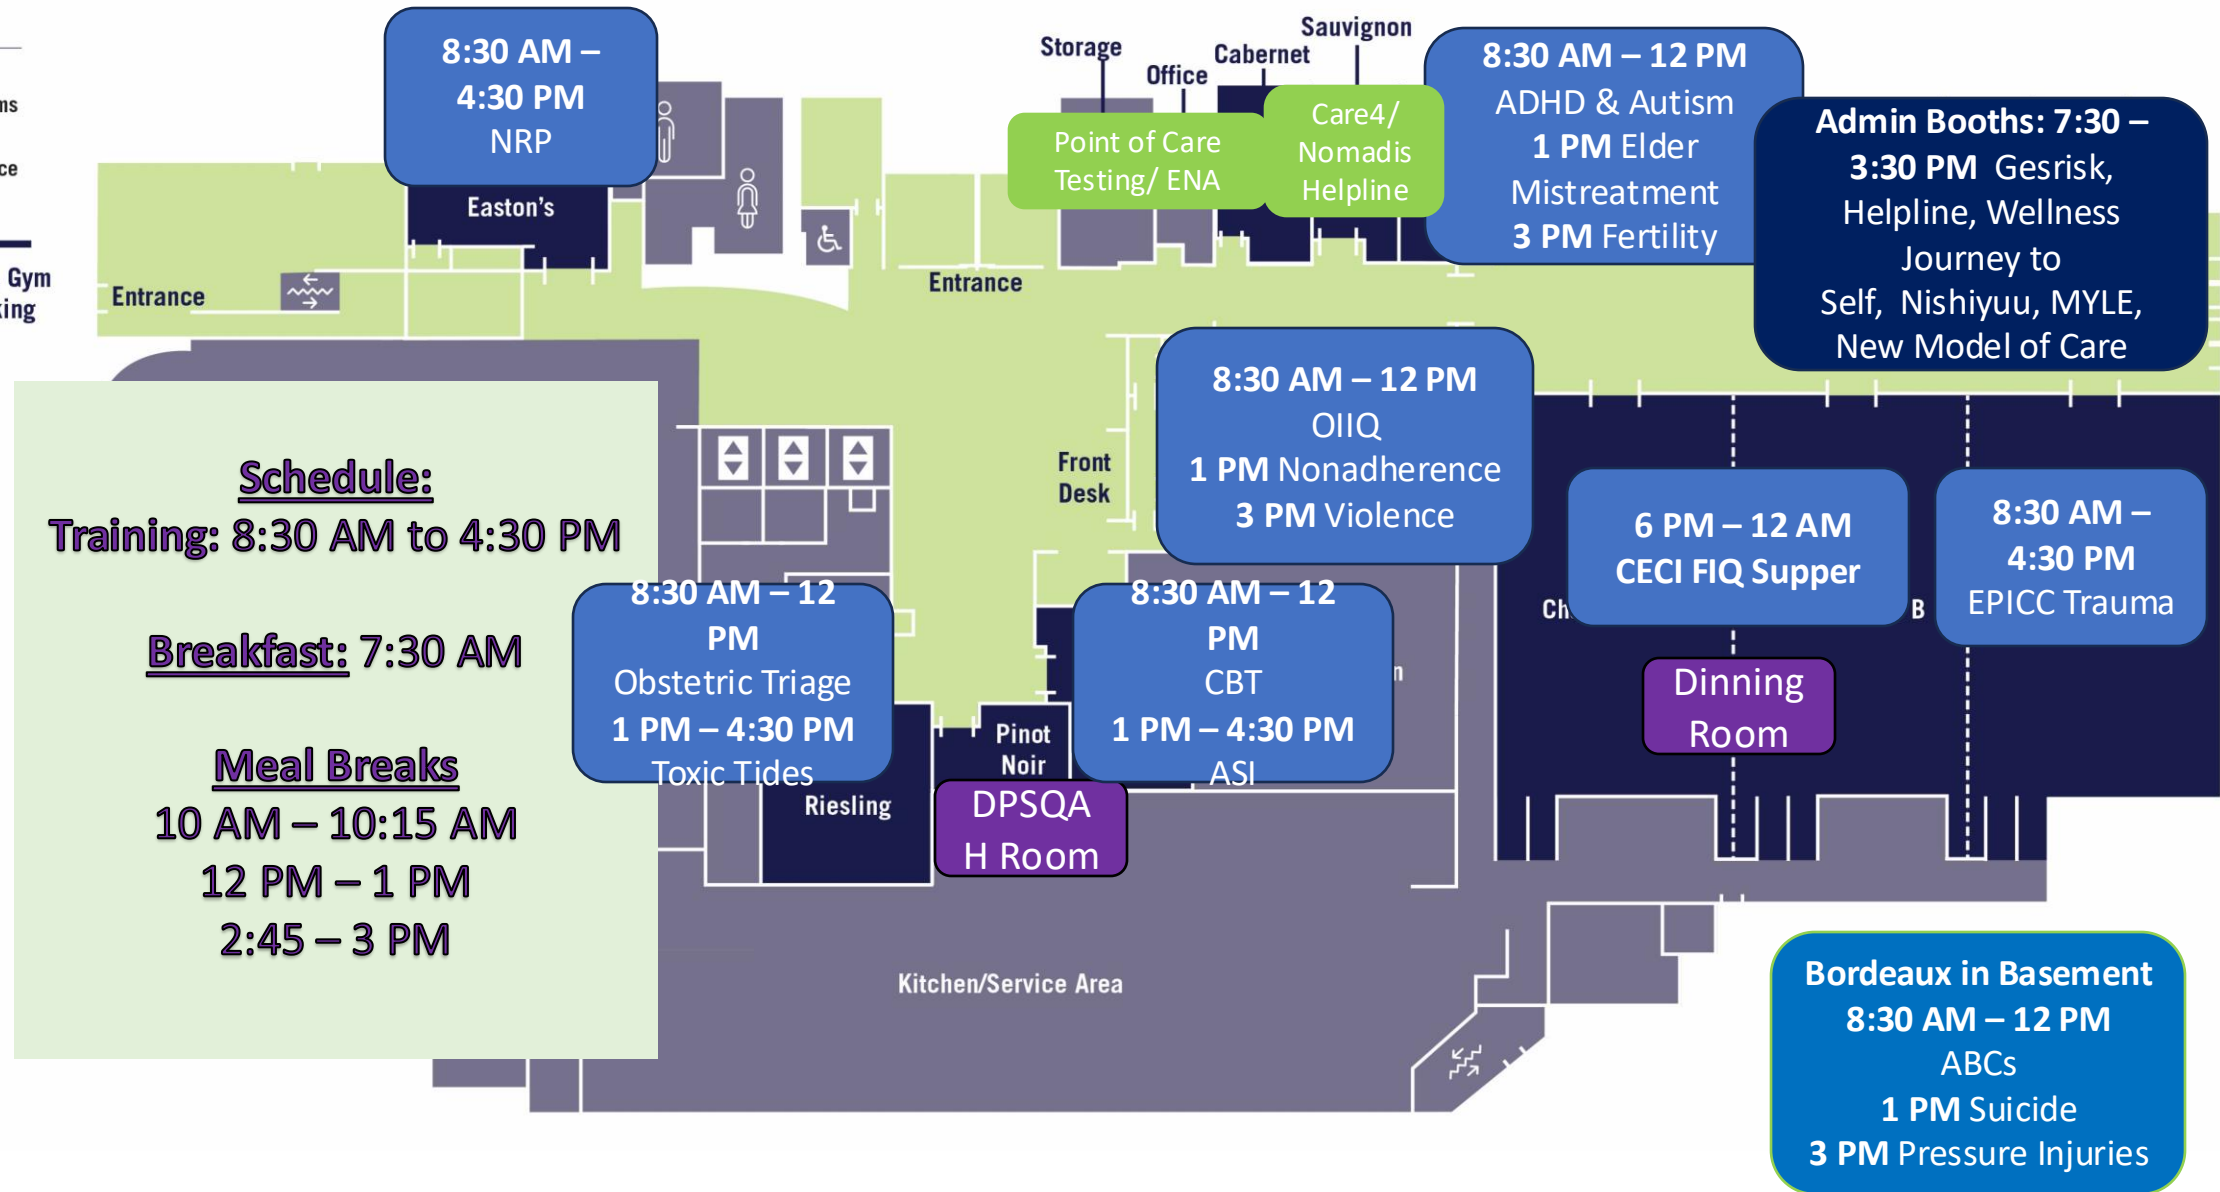 8:30 AM –
4:30 PM
NRP
Storage
Office
Cabernet
Sauvignon
Point of Care
Testing/ ENA
Care4/
Nomadis
Helpline
8:30 AM – 12 PM
ADHD & Autism
1 PM Elder
Mistreatment
3 PM Fertility
Admin Booths: 7:30 –
3:30 PM Gesrisk,
Helpline, Wellness
Journey to
Self, Nishiyuu, MYLE,
New Model of Care
Easton's
Gym
Entrance
Entrance
8:30 AM – 12 PM
OIIQ
1 PM Nonadherence
3 PM Violence
Front
Desk
Schedule:
Training: 8:30 AM to 4:30 PM
Breakfast: 7:30 AM
Meal Breaks
10 AM – 10:15 AM
12 PM – 1 PM
2:45 – 3 PM
8:30 AM – 12
PM
Obstetric Triage
1 PM – 4:30 PM
Toxic Tides
8:30 AM – 12
PM
CBT
1 PM – 4:30 PM
ASI
6 PM – 12 AM
CECI FIQ Supper
B
8:30 AM –
4:30 PM
EPICC Trauma
Dinning
Room
Pinot
Noir
Riesling
DPSQA
H Room
Kitchen/Service Area
Bordeaux in Basement
8:30 AM – 12 PM
ABCs
1 PM Suicide
3 PM Pressure Injuries